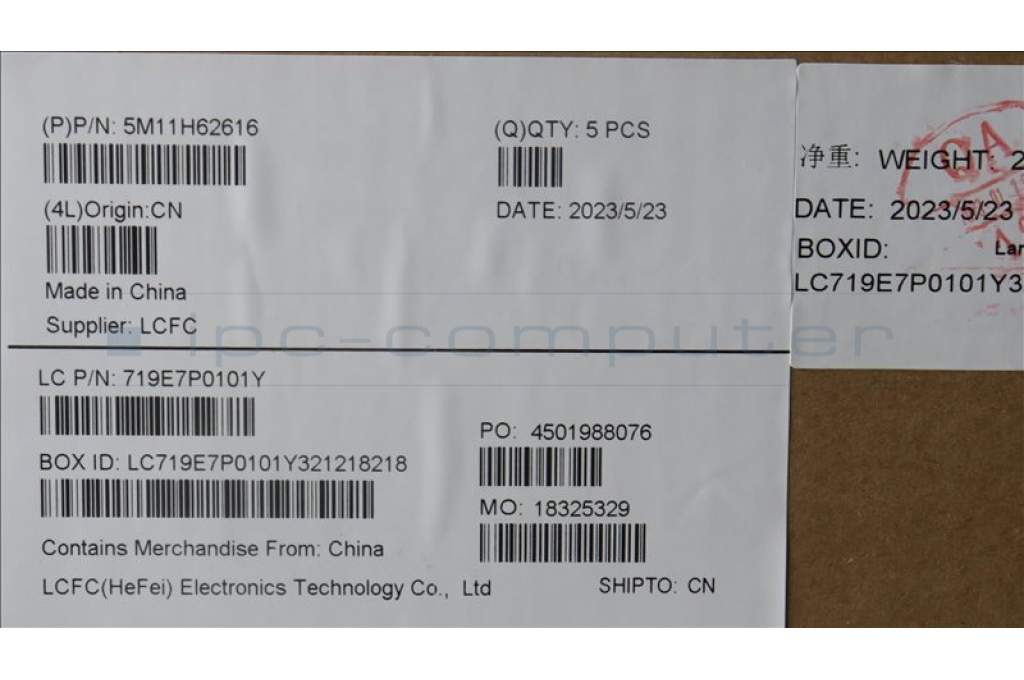 (P)P/N: 5M11H62616
(Q)QTY: 5 PCS
(4L)Origin:CN
DATE: 2023/5/23
Made in China
Supplier: LCFC
ipc-computer
LC P/N: 719E7P0101Y
PO: 4501988076
BOX ID: LC719E7P0101Y321218218
MO: 18325329
Contains Merchandise From: China
LCFC(HeFei) Electronics Technology Co., Ltd
SHIPTO: CN
净重: WEIGHT: 2
QA
DATE: 2023/5/23
BOXID:
LC719E7P0101Y3